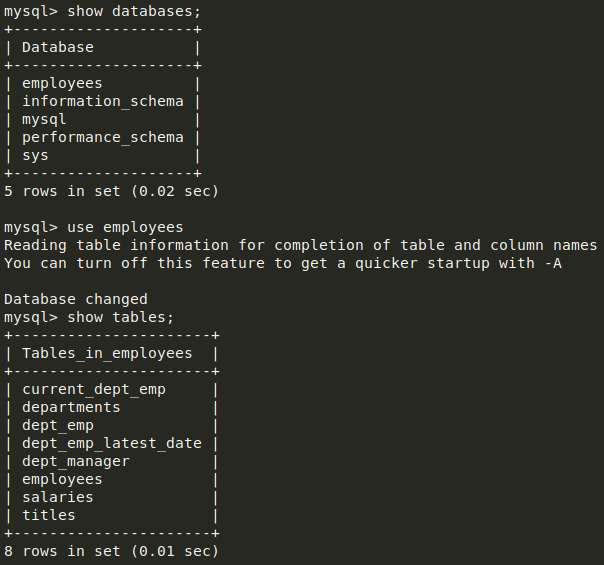 mysql> show databases;
+--------------------+
| Database           |
+--------------------+
| employees          |
| information_schema |
| mysql              |
| performance_schema |
| sys                |
+--------------------+
5 rows in set (0.02 sec)

mysql> use employees
Reading table information for completion of table and column names
You can turn off this feature to get a quicker startup with -A

Database changed
mysql> show tables;
+----------------------+
| Tables_in_employees  |
+----------------------+
| current_dept_emp     |
| departments          |
| dept_emp             |
| dept_emp_latest_date |
| dept_manager         |
| employees            |
| salaries             |
| titles               |
+----------------------+
8 rows in set (0.01 sec)